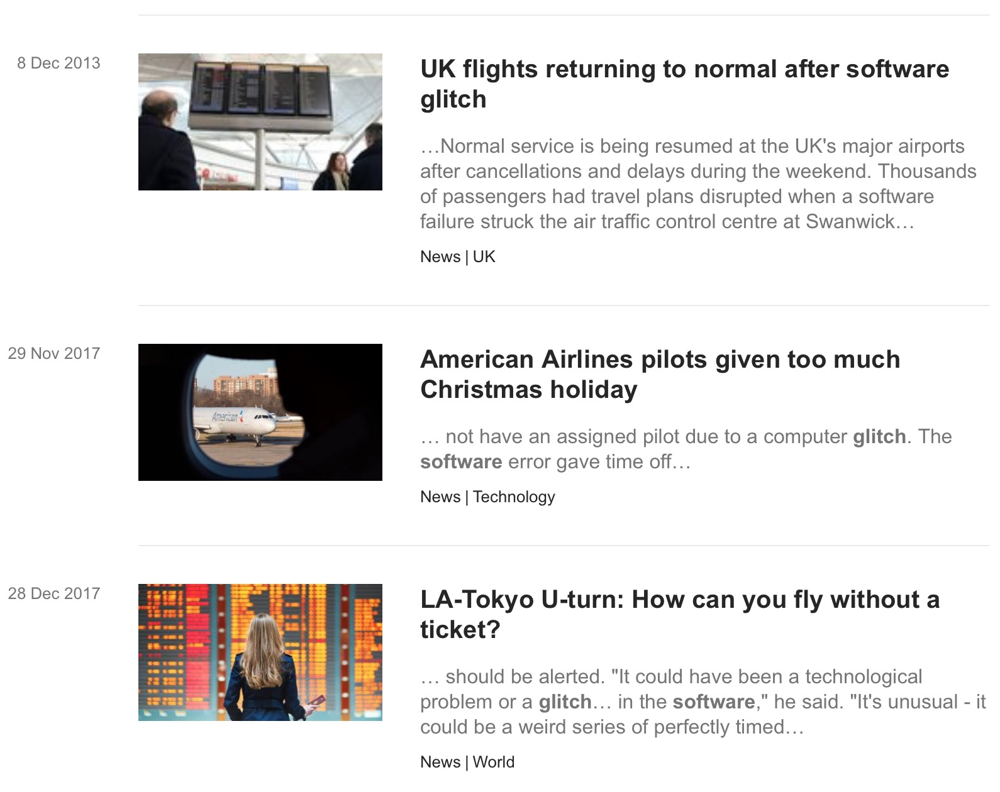 8 Dec 2013
UK flights returning to normal after software
glitch
…Normal service is being resumed at the UK's major airports
after cancellations and delays during the weekend. Thousands
of passengers had travel plans disrupted when a software
failure struck the air traffic control centre at Swanwick…
News | UK
29 Nov 2017
American
American Airlines pilots given too much
Christmas holiday
… not have an assigned pilot due to a computer glitch. The
software error gave time off…
News | Technology
28 Dec 2017
LA-Tokyo U-turn: How can you fly without a
ticket?
… should be alerted. "It could have been a technological
problem or a glitch… in the software," he said. "It's unusual - it
could be a weird series of perfectly timed…
News | World